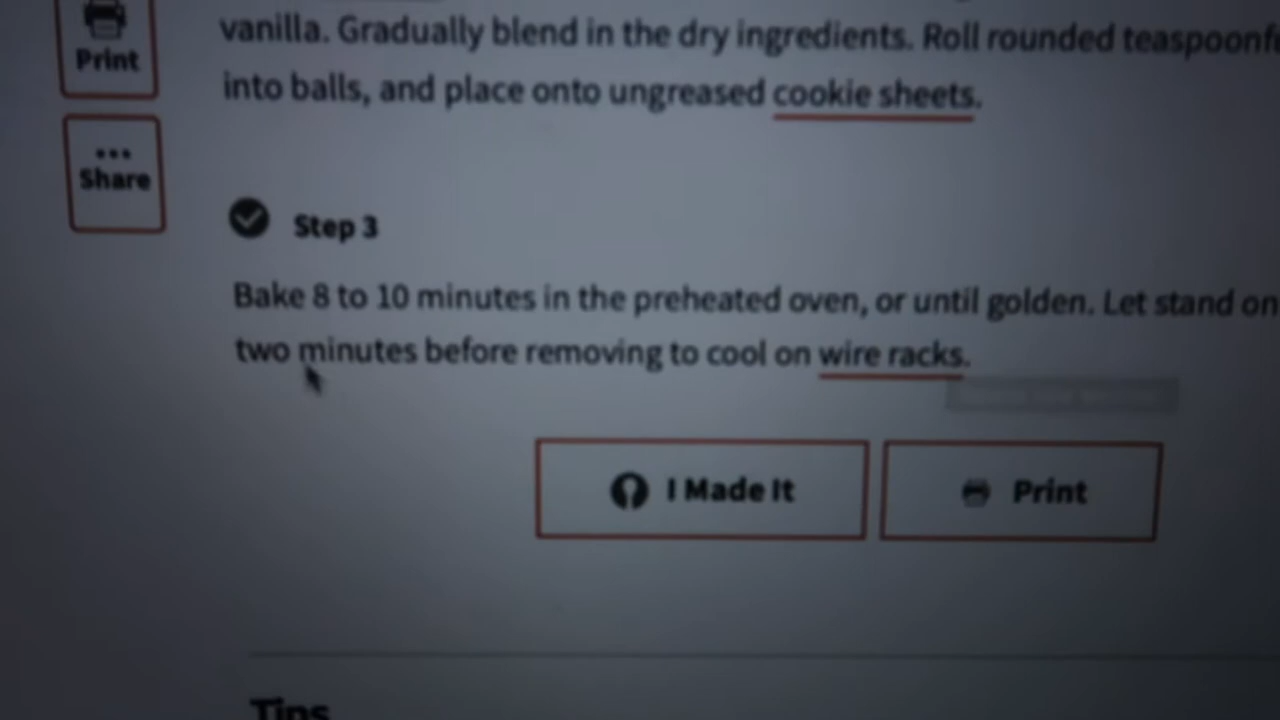 Print
vanilla. Gradually blend in the dry ingredients. Roll rounded
into balls, and place onto ungreased cookie sheets.
Share
Step 3
Bake 8 to 10 minutes in the preheated oven, or until golden. Let stand on
two minutes before removing to cool on wire racks.
I Made It
Print
Tips